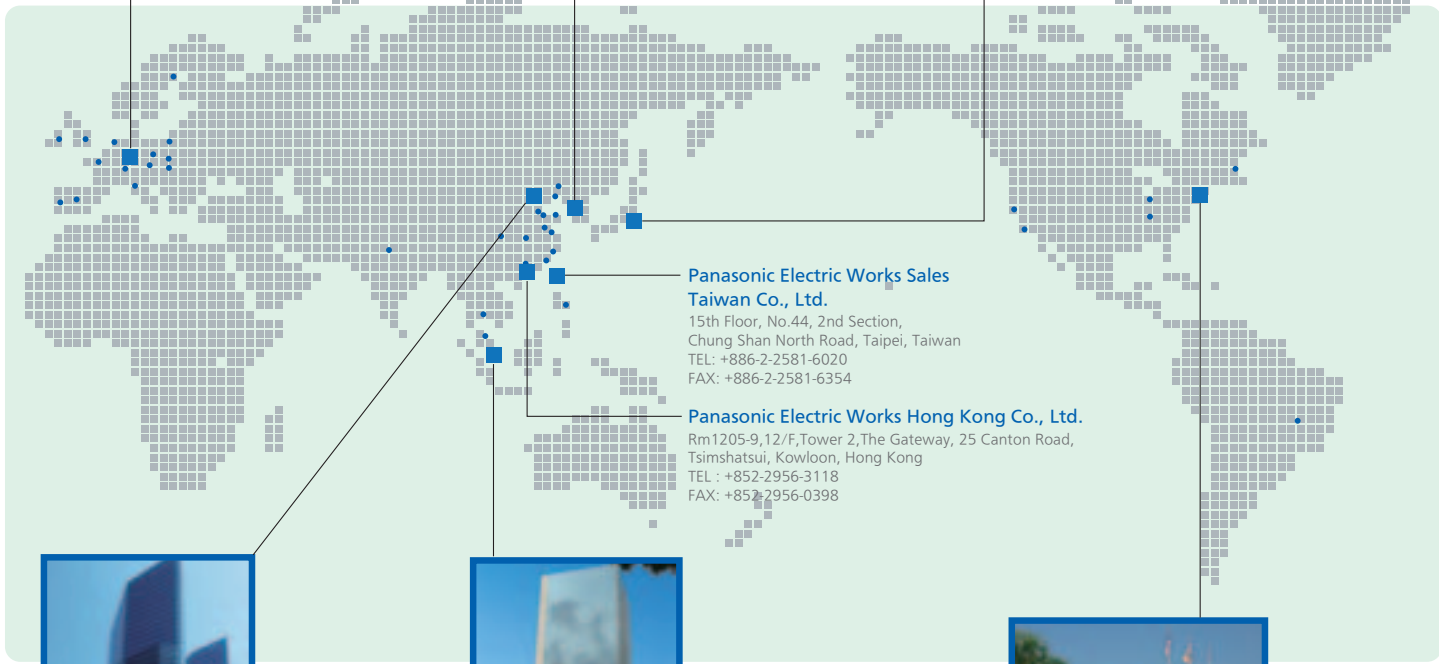 Panasonic Electric Works Sales
Taiwan Co., Ltd.
15th Floor, No.44, 2nd Section,
Chung Shan North Road, Taipei, Taiwan
TEL: +886-2-2581-6020
FAX: +886-2-2581-6354
Panasonic Electric Works Hong Kong Co., Ltd.
Rm1205-9,12/F,Tower 2,The Gateway, 25 Canton Road,
Tsimshatsui, Kowloon, Hong Kong
TEL : +852-2956-3118
FAX: +852-2956-0398